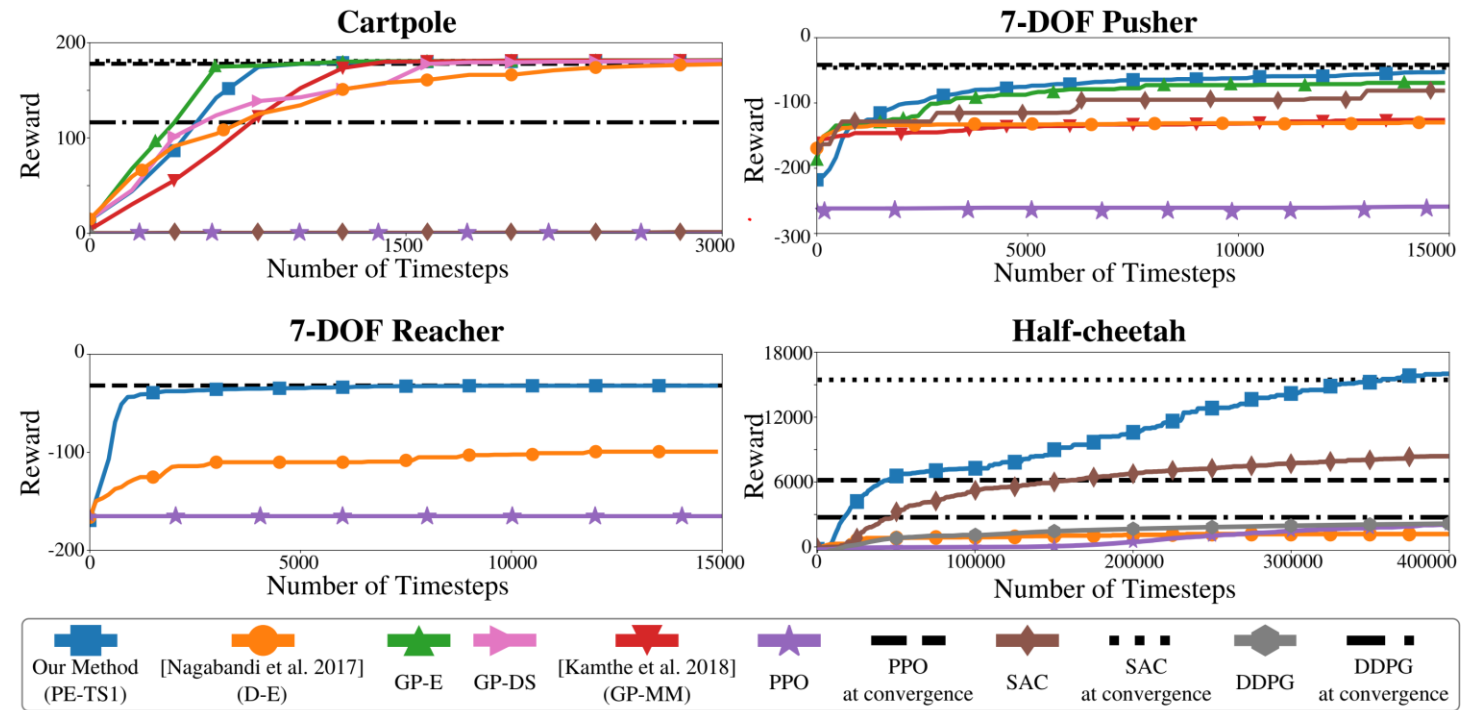 Cartpole
200
100
0
Reward
0
1500
3000
Number of Timesteps
7-DOF Pusher
0
-100
-200
-300
Reward
0
5000
10000
15000
Number of Timesteps
7-DOF Reacher
0
-100
-200
Reward
0
5000
10000
15000
Number of Timesteps
Half-cheetah
18000
12000
6000
0
Reward
0
100000
200000
300000
400000
Number of Timesteps
Our Method
(PE-TS1)
[Nagabandi et al. 2017]
(D-E)
GP-E
GP-DS
[Kamthe et al. 2018]
(GP-MM)
PPO
PPO
at convergence
SAC
SAC
at convergence
DDPG
DDPG
at convergence